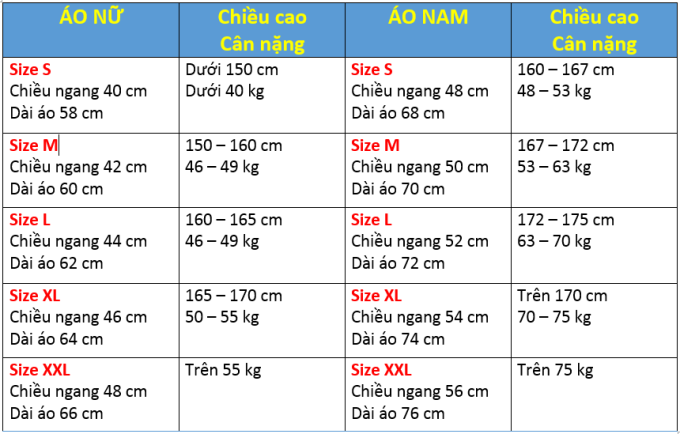 ÁO NỮ
Chiều cao
Cân nặng
ÁO NAM
Chiều cao
Cân nặng
Size S
Chiều ngang 40 cm
Dài áo 58 cm
Dưới 150 cm
Dưới 40 kg
Size S
Chiều ngang 48 cm
Dài áo 68 cm
160 – 167 cm
48 – 53 kg
Size M
Chiều ngang 42 cm
Dài áo 60 cm
150 – 160 cm
46 – 49 kg
Size M
Chiều ngang 50 cm
Dài áo 70 cm
167 – 172 cm
53 – 63 kg
Size L
Chiều ngang 44 cm
Dài áo 62 cm
160 – 165 cm
46 – 49 kg
Size L
Chiều ngang 52 cm
Dài áo 72 cm
172 – 175 cm
63 – 70 kg
Size XL
Chiều ngang 46 cm
Dài áo 64 cm
165 – 170 cm
50 – 55 kg
Size XL
Chiều ngang 54 cm
Dài áo 74 cm
Trên 170 cm
70 – 75 kg
Size XXL
Chiều ngang 48 cm
Dài áo 66 cm
Trên 55 kg
Size XXL
Chiều ngang 56 cm
Dài áo 76 cm
Trên 75 kg